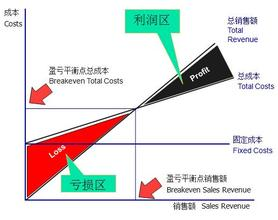 成本
Costs
利润区
总销售额
Total
Revenue
盈亏平衡点总成本
Breakeven Total Costs
Profit
总成本
Total Costs
固定成本
Fixed Costs
Loss
亏损区
盈亏平衡点销售额
Breakeven Sales Revenue
销售额 Sales Revenue